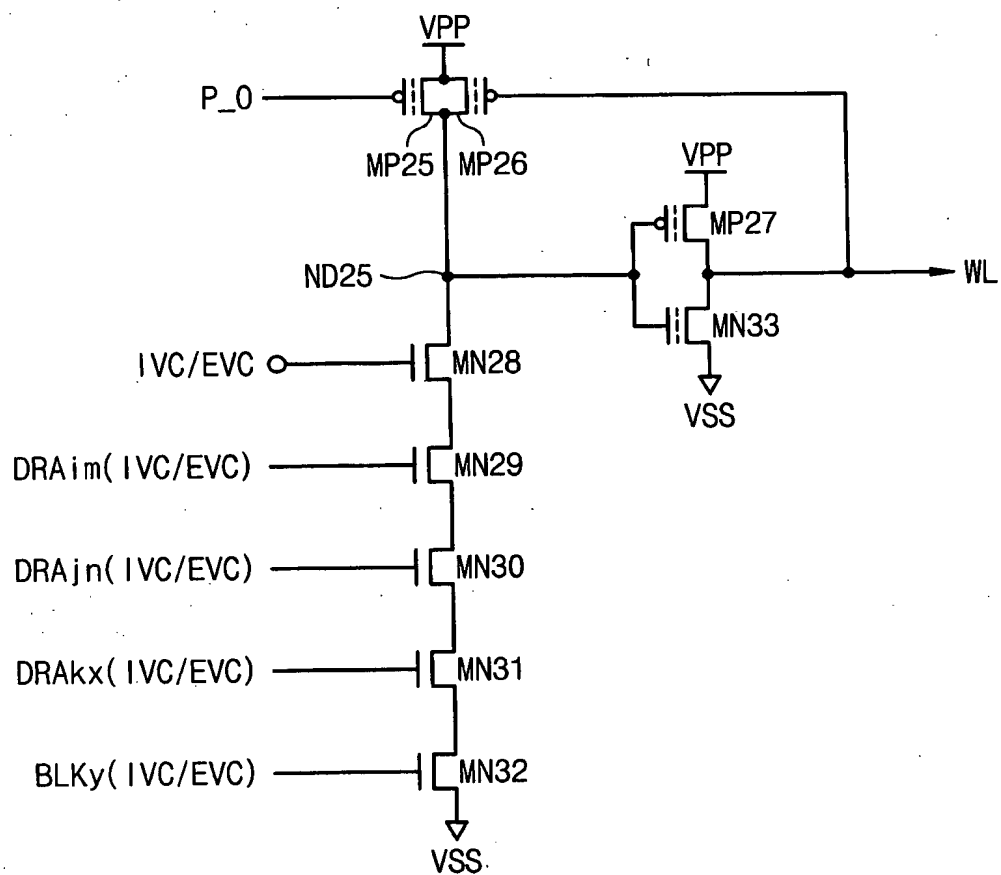 VPP
P_0
MP25 MP26
VPP
MP27
ND25
WL
MN33
IVC/EVC
MN28
VSS
DRAim(IVC/EVC)
MN29
DRAjn(IVC/EVC)
MN30
DRAkx(IVC/EVC)
MN31
BLKy(IVC/EVC)
MN32
VSS